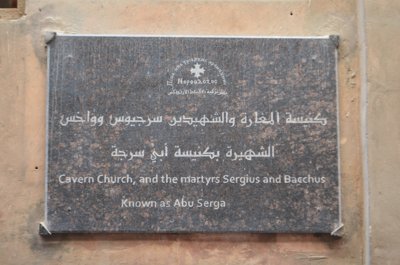 كنيسة المغارة والشهيدين سرجيوس وواخس
الشهيرة بكنيسة أبي سرجة
Cavern Church, and the martyrs Sergius and Bacchus
Known as Abu Serga